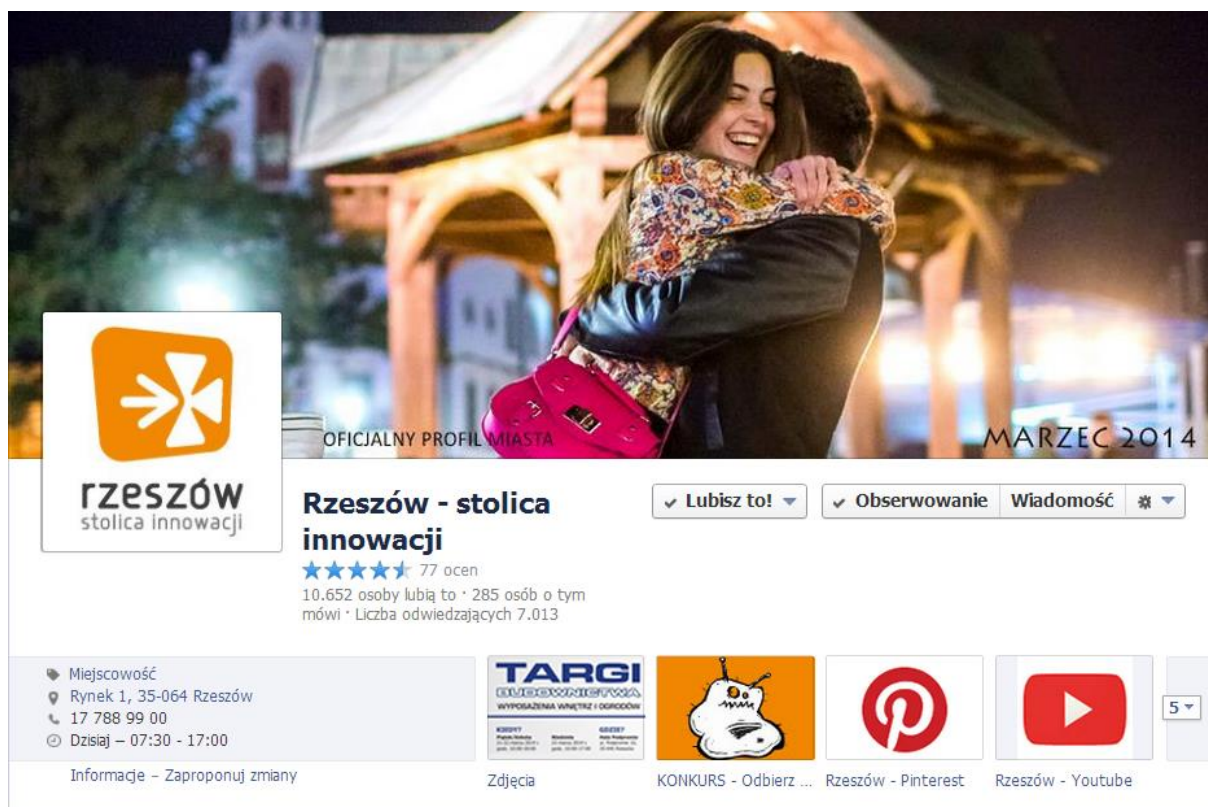 OFICJALNY PROFIL MIASTA
MARZEC 2014
rzeszów
stolica innowacji
Rzeszów - stolica
innowacji
77 ocen
10.652 osoby lubią to · 285 osób o tym
mówi · Liczba odwiedzających 7.013
Lubisz to!
Obserwowanie
Wiadomość
Miejscowość
Rynek 1, 35-064 Rzeszów
17 788 99 00
Dzisiaj – 07:30 - 17:00
Informacje – Zaproponuj zmiany
TARGI
BUDOWNICTWA
WYPOSAŻENIA WNĘTRZ I OGRODÓW
KIEDY?
GDZIE?
Zdjęcia
KONKURS - Odbierz ...
Rzeszów - Pinterest
Rzeszów - Youtube
5